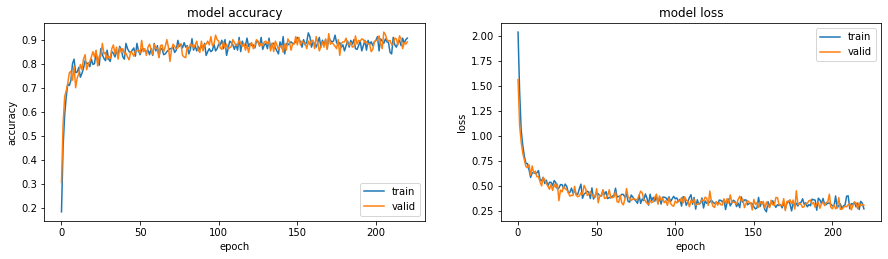 model accuracy
accuracy
0.9
0.8
0.7
0.6
0.5
0.4
0.3
0.2
0 50 100 150 200
epoch
train
valid
model loss
loss
2.00
1.75
1.50
1.25
1.00
0.75
0.50
0.25
0 50 100 150 200
epoch
train
valid